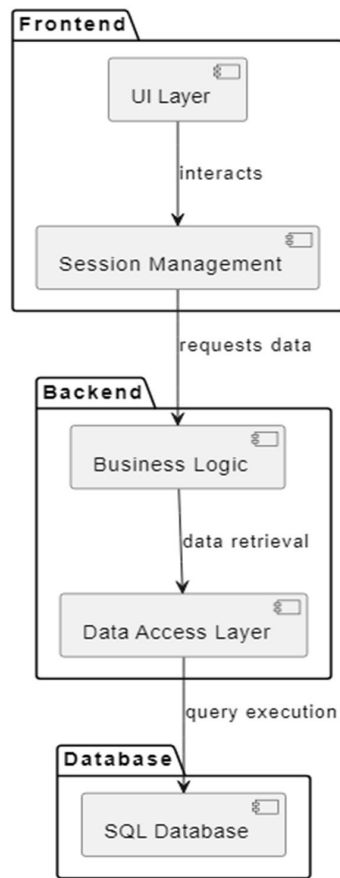 Frontend
UI Layer
interacts
Session Management
requests data
Backend
Business Logic
data retrieval
Data Access Layer
query execution
Database
SQL Database